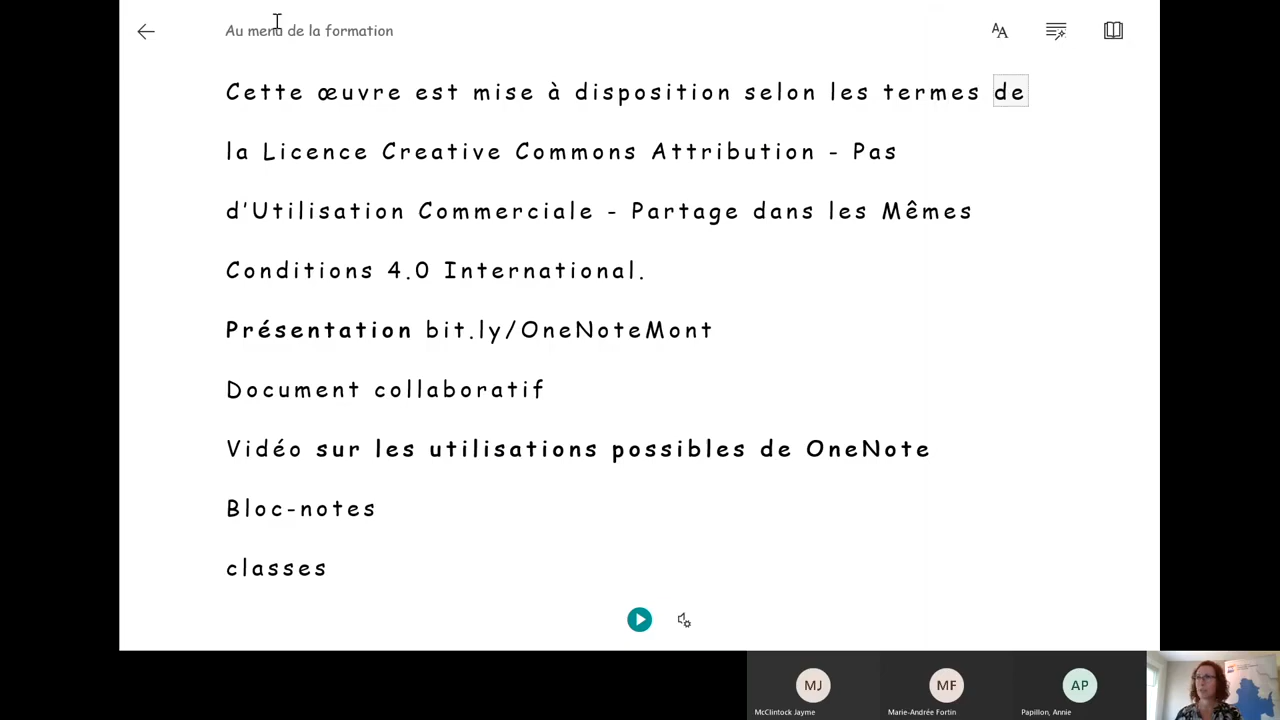 Au menu de la formation
Cette œuvre est mise à disposition selon les termes de
la Licence Creative Commons Attribution - Pas
d'Utilisation Commerciale - Partage dans les Mêmes
Conditions 4.0 International.
Présentation bit.ly/OneNoteMont
Document collaboratif
Vidéo sur les utilisations possibles de OneNote
Bloc-notes
classes
MJ
McClintock Jayme
MF
Marie-Andrée Fortin
AP
Papillon, Annie